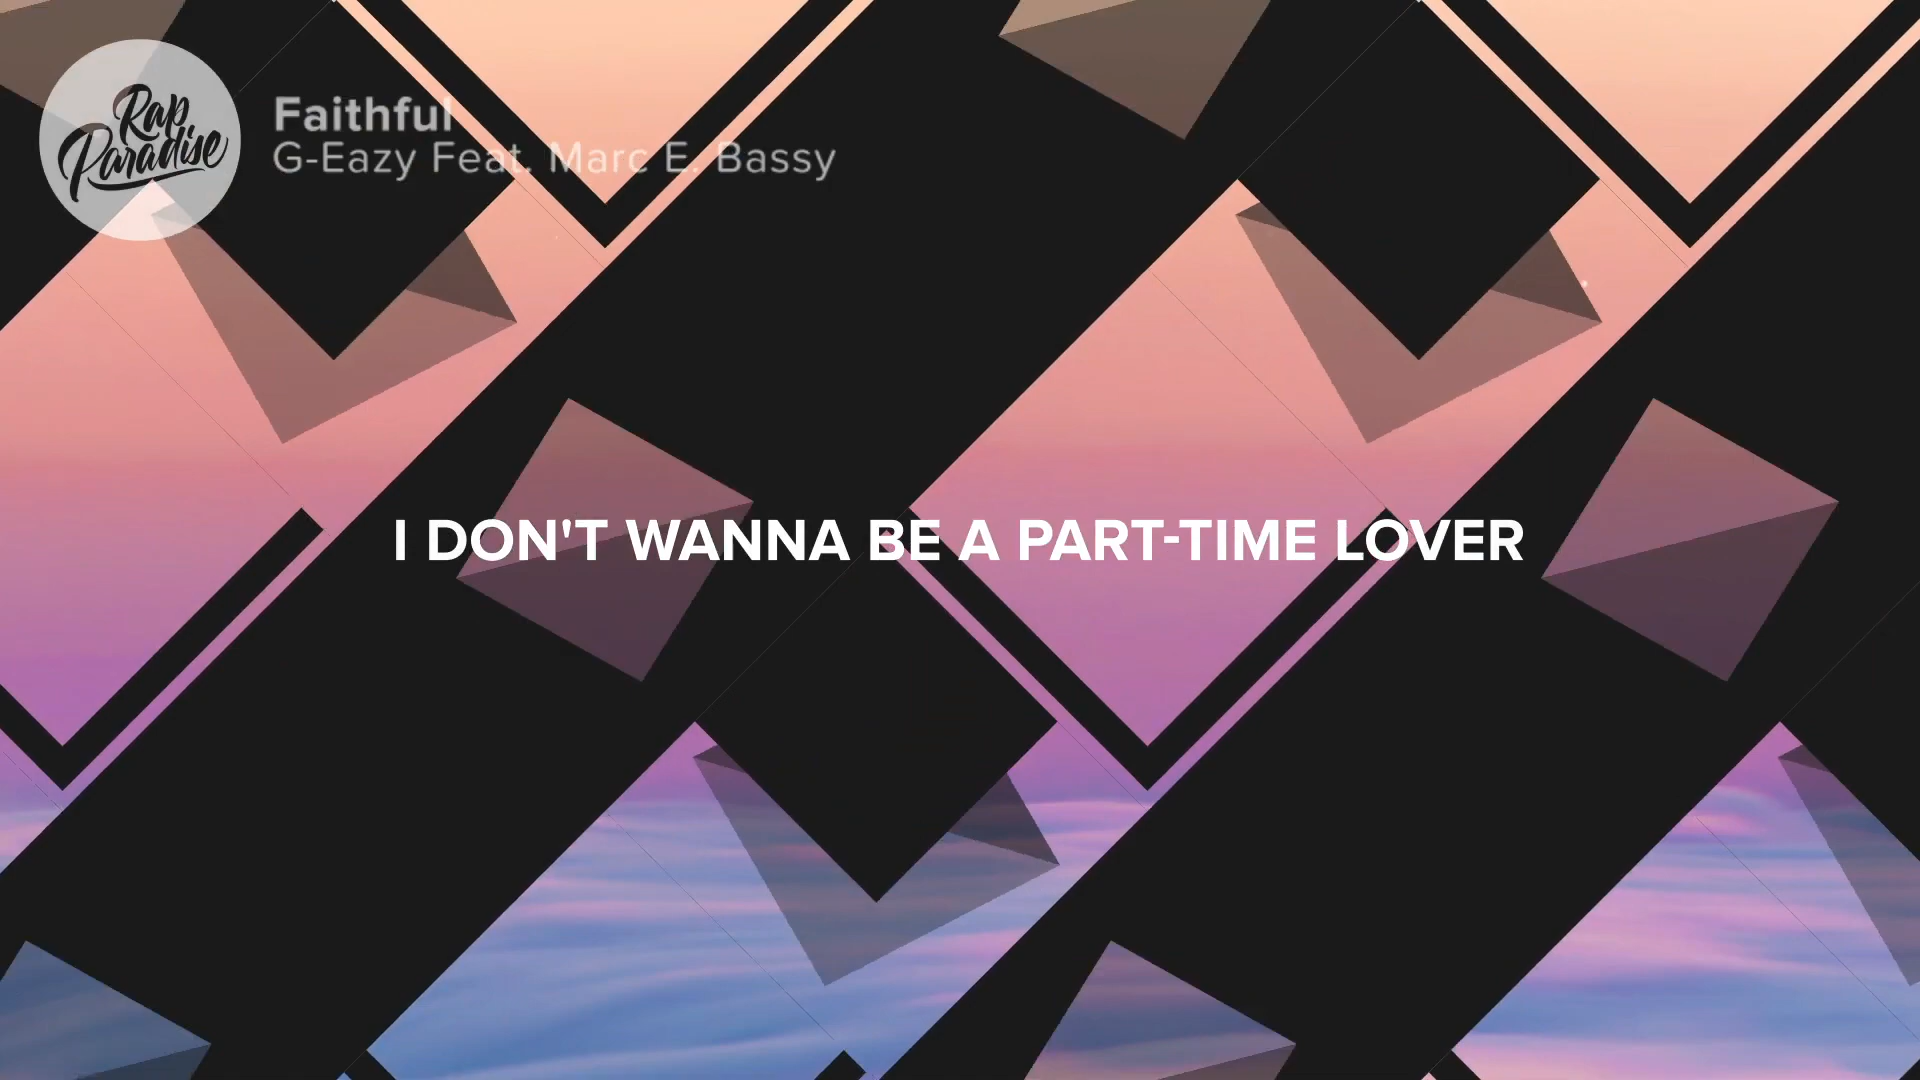 Rap
Paradise
Faithful
G-Eazy Feat. Marc E. Bassy
I DON'T WANNA BE A PART-TIME LOVER